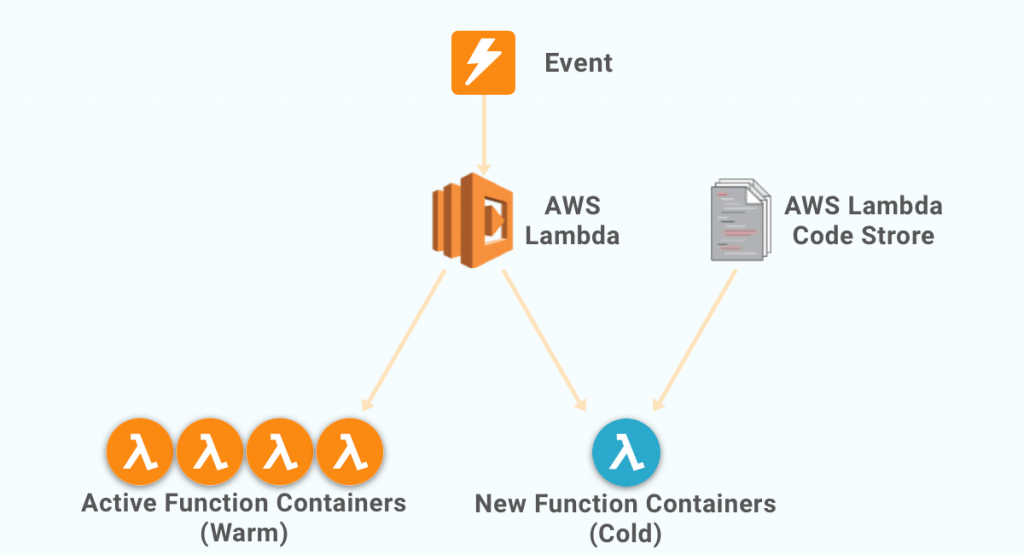 Event
AWS
Lambda
AWS Lambda
Code Strore
λ λ λ λ
λ
Active Function Containers
(Warm)
New Function Containers
(Cold)